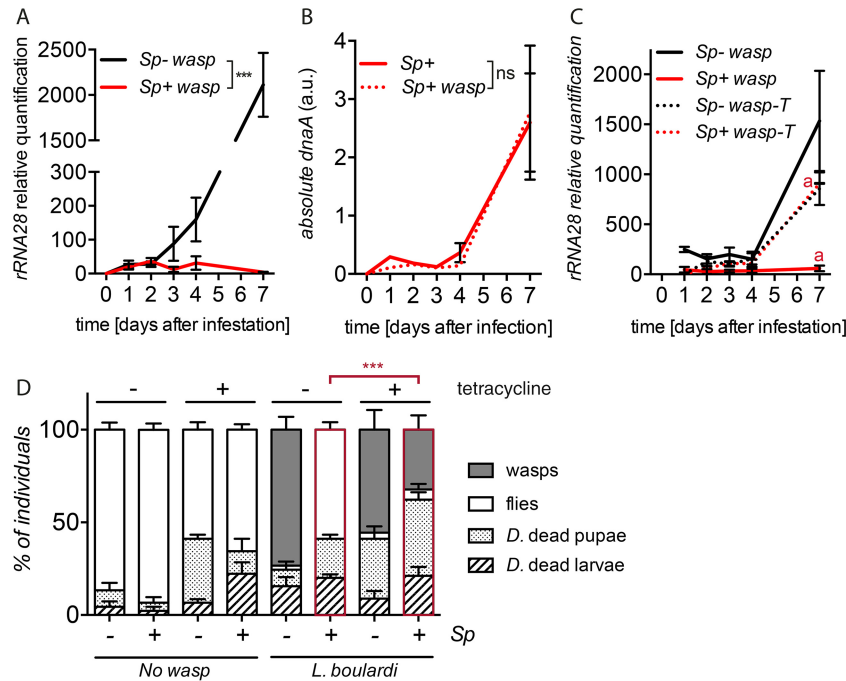 A
rRNA28 relative quantification
2500
2000
1500
300
200
100
0
Sp- wasp
Sp+ wasp
***
0 1 2 3 4 5 6 7
time [days after infestation]
B
absolute dnaA (a.u.)
4
3
2
1
0
Sp+
Sp+ wasp
ns
0 1 2 3 4 5 6 7
time [days after infection]
C
rRNA28 relative quantification
2000
1500
1000
500
0
Sp- wasp
Sp+ wasp
Sp- wasp-T
Sp+ wasp-T
a
a
0 1 2 3 4 5 6 7
time [days after infestation]
D
***
- + - + tetracycline
% of individuals
100
50
0
wasps
flies
D. dead pupae
D. dead larvae
- + - + - + - + Sp
No wasp L. boulardi